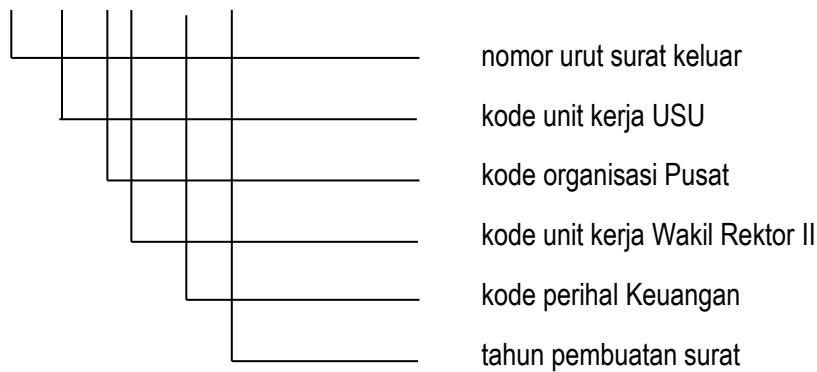 nomor urut surat keluar
kode unit kerja USU
kode organisasi Pusat
kode unit kerja Wakil Rektor II
kode perihal Keuangan
tahun pembuatan surat